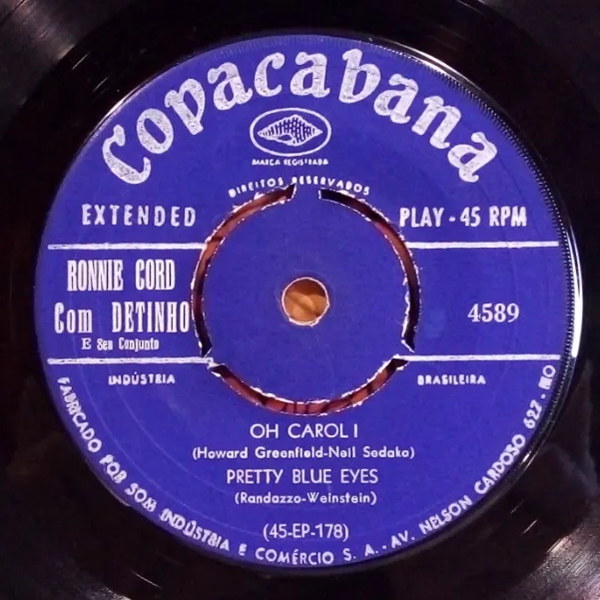 Copacabana
MARCA REGISTRADA
DIREITOS RESERVADOS
EXTENDED PLAY - 45 RPM
RONNIE CORD
Com DETINHO
E Seu Conjunto
4589
INDÚSTRIA BRASILEIRA
OH CAROL !
(Howard Greenfield-Neil Sedaka)
PRETTY BLUE EYES
(Randazzo-Weinstein)
(45-EP-178)
FABRICADO POR SOM INDÚSTRIA E COMÉRCIO S. A. - AV. NELSON CARDOSO 627 - RIO